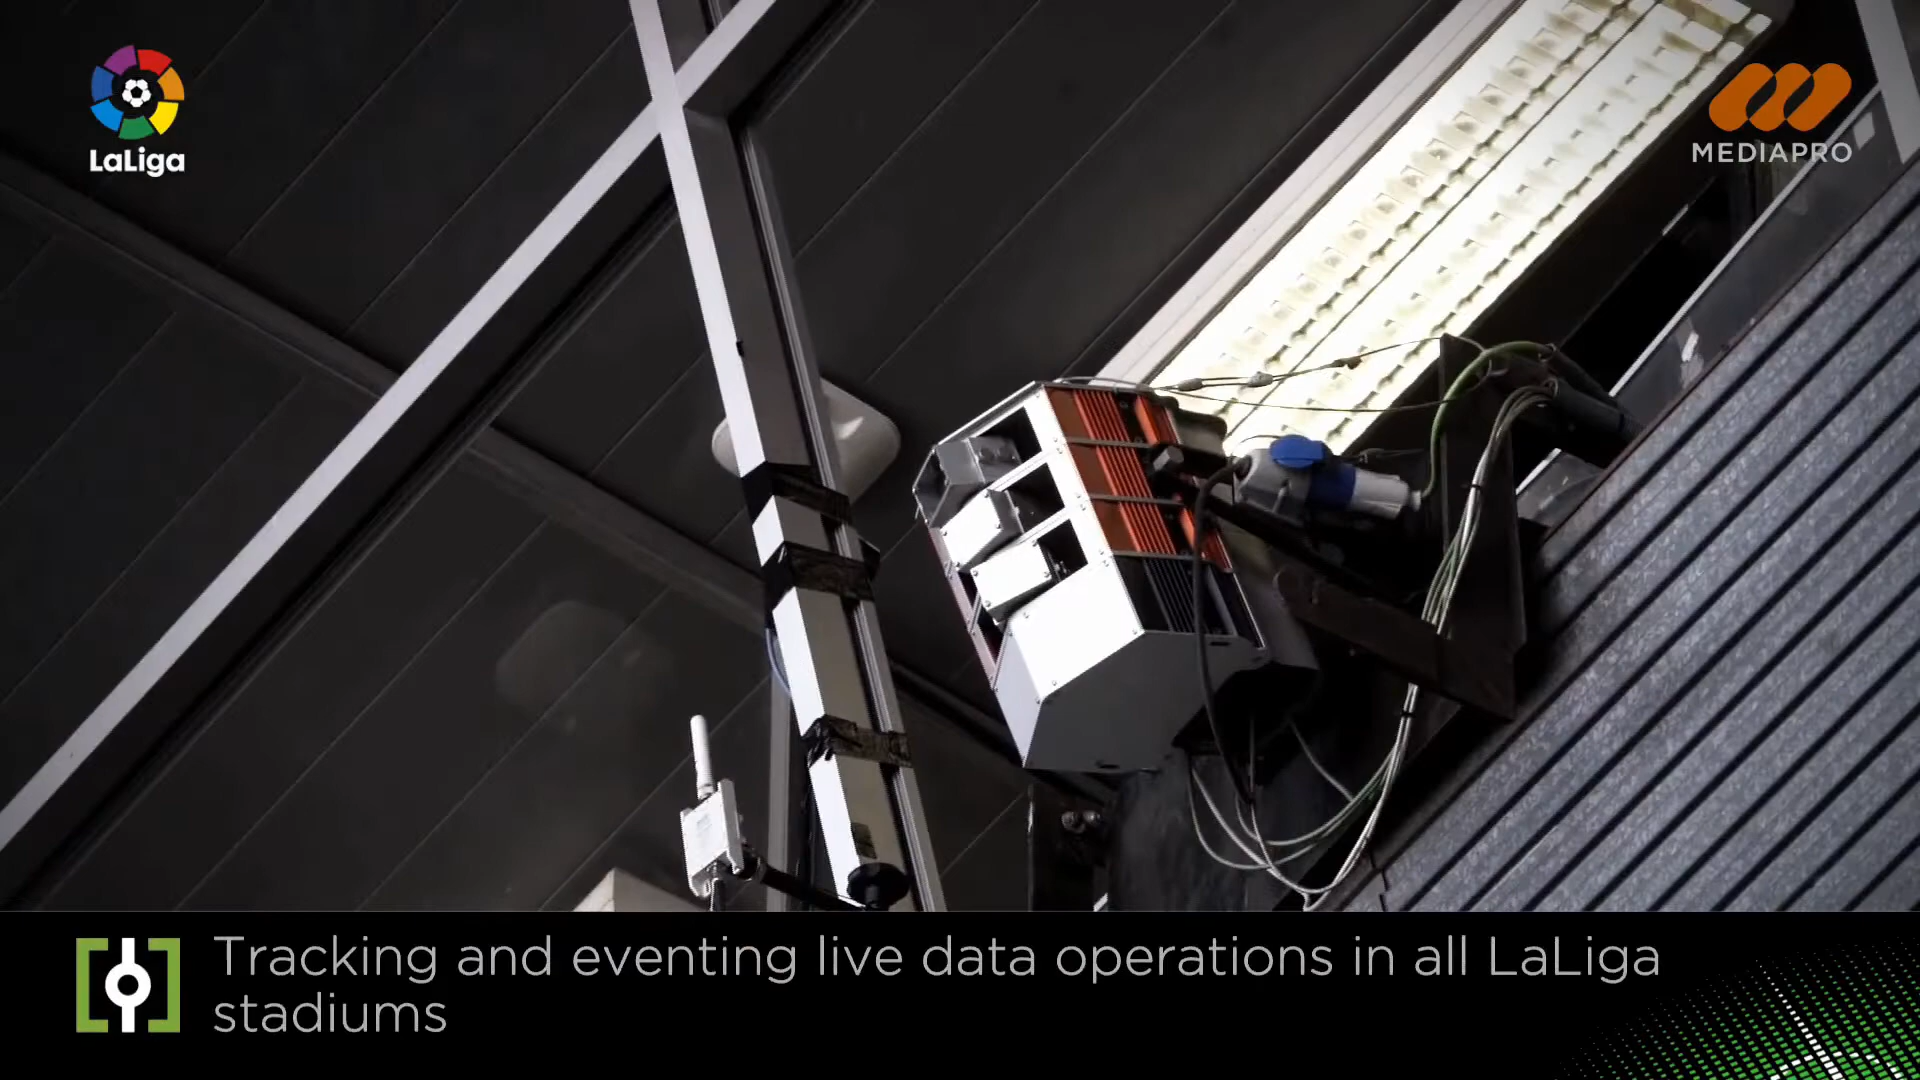 LaLiga
MEDIAPRO
Tracking and eventing live data operations in all LaLiga
stadiums